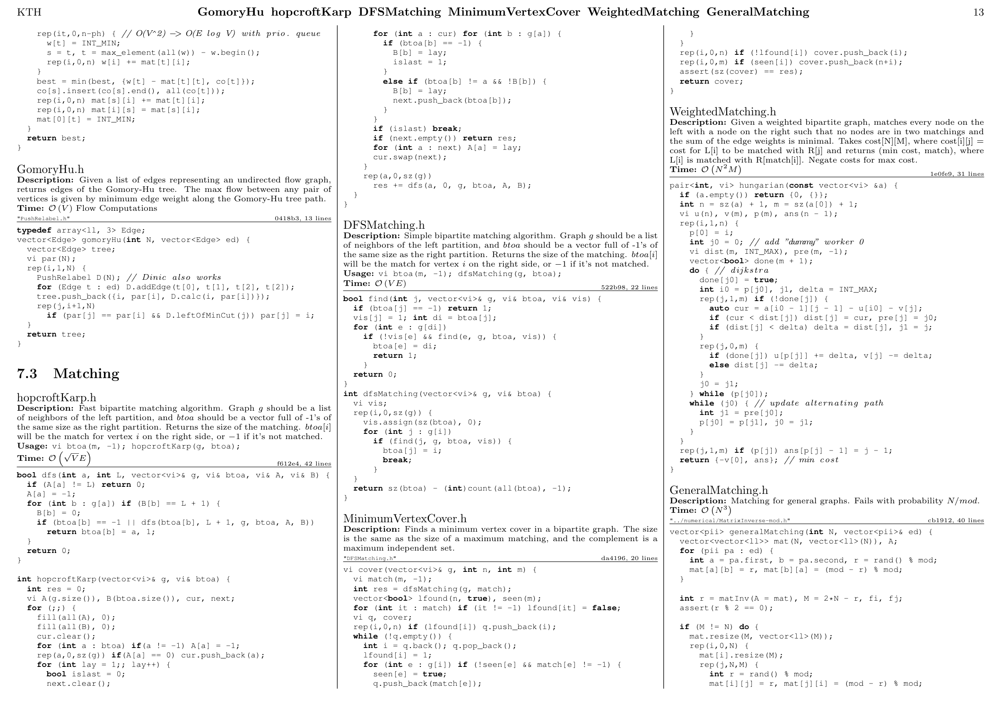 KTH
GomoryHu hopcroftKarp DFSMatching MinimumVertexCover WeightedMatching GeneralMatching
13
    rep(it,0,n-ph) { // O(V^2) -> O(E log V) with prio. queue
      w[t] = INT_MIN;
      s = t, t = max_element(all(w)) - w.begin();
      rep(i,0,n) w[i] += mat[t][i];
    }
    best = min(best, {w[t] - mat[t][t], co[t]});
    co[s].insert(co[s].end(), all(co[t]));
    rep(i,0,n) mat[s][i] += mat[t][i];
    rep(i,0,n) mat[i][s] = mat[s][i];
    mat[0][t] = INT_MIN;
  }
  return best;
}
GomoryHu.h
Description: Given a list of edges representing an undirected flow graph,
returns edges of the Gomory-Hu tree. The max flow between any pair of
vertices is given by minimum edge weight along the Gomory-Hu tree path.
Time: O (V) Flow Computations
"PushRelabel.h" 0418b3, 13 lines
typedef array<ll, 3> Edge;
vector<Edge> gomoryHu(int N, vector<Edge> ed) {
  vector<Edge> tree;
  vi par(N);
  rep(i,1,N) {
    PushRelabel D(N); // Dinic also works
    for (Edge t : ed) D.addEdge(t[0], t[1], t[2], t[2]);
    tree.push_back({i, par[i], D.calc(i, par[i])});
    rep(j,i+1,N)
      if (par[j] == par[i] && D.leftOfMinCut(j)) par[j] = i;
  }
  return tree;
}
7.3 Matching
hopcroftKarp.h
Description: Fast bipartite matching algorithm. Graph g should be a list
of neighbors of the left partition, and btoa should be a vector full of -1's of
the same size as the right partition. Returns the size of the matching. btoa[i]
will be the match for vertex i on the right side, or −1 if it's not matched.
Usage: vi btoa(m, -1); hopcroftKarp(g, btoa);
Time: O (√V E)
f612e4, 42 lines
bool dfs(int a, int L, vector<vi>& g, vi& btoa, vi& A, vi& B) {
  if (A[a] != L) return 0;
  A[a] = -1;
  for (int b : g[a]) if (B[b] == L + 1) {
    B[b] = 0;
    if (btoa[b] == -1 || dfs(btoa[b], L + 1, g, btoa, A, B))
      return btoa[b] = a, 1;
  }
  return 0;
}
int hopcroftKarp(vector<vi>& g, vi& btoa) {
  int res = 0;
  vi A(g.size()), B(btoa.size()), cur, next;
  for (;;) {
    fill(all(A), 0);
    fill(all(B), 0);
    cur.clear();
    for (int a : btoa) if(a != -1) A[a] = -1;
    rep(a,0,sz(g)) if(A[a] == 0) cur.push_back(a);
    for (int lay = 1;; lay++) {
      bool islast = 0;
      next.clear();
      for (int a : cur) for (int b : g[a]) {
        if (btoa[b] == -1) {
          B[b] = lay;
          islast = 1;
        }
        else if (btoa[b] != a && !B[b]) {
          B[b] = lay;
          next.push_back(btoa[b]);
        }
      }
      if (islast) break;
      if (next.empty()) return res;
      for (int a : next) A[a] = lay;
      cur.swap(next);
    }
    rep(a,0,sz(g))
      res += dfs(a, 0, g, btoa, A, B);
  }
}
DFSMatching.h
Description: Simple bipartite matching algorithm. Graph g should be a list
of neighbors of the left partition, and btoa should be a vector full of -1's of
the same size as the right partition. Returns the size of the matching. btoa[i]
will be the match for vertex i on the right side, or −1 if it's not matched.
Usage: vi btoa(m, -1); dfsMatching(g, btoa);
Time: O (VE)
522b98, 22 lines
bool find(int j, vector<vi>& g, vi& btoa, vi& vis) {
  if (btoa[j] == -1) return 1;
  vis[j] = 1; int di = btoa[j];
  for (int e : g[di])
    if (!vis[e] && find(e, g, btoa, vis)) {
      btoa[e] = di;
      return 1;
    }
  return 0;
}
int dfsMatching(vector<vi>& g, vi& btoa) {
  vi vis;
  rep(i,0,sz(g)) {
    vis.assign(sz(btoa), 0);
    for (int j : g[i])
      if (find(j, g, btoa, vis)) {
        btoa[j] = i;
        break;
      }
  }
  return sz(btoa) - (int)count(all(btoa), -1);
}
MinimumVertexCover.h
Description: Finds a minimum vertex cover in a bipartite graph. The size
is the same as the size of a maximum matching, and the complement is a
maximum independent set.
"DFSMatching.h" da4196, 20 lines
vi cover(vector<vi>& g, int n, int m) {
  vi match(m, -1);
  int res = dfsMatching(g, match);
  vector<bool> lfound(n, true), seen(m);
  for (int it : match) if (it != -1) lfound[it] = false;
  vi q, cover;
  rep(i,0,n) if (lfound[i]) q.push_back(i);
  while (!q.empty()) {
    int i = q.back(); q.pop_back();
    lfound[i] = 1;
    for (int e : g[i]) if (!seen[e] && match[e] != -1) {
      seen[e] = true;
      q.push_back(match[e]);
    }
  }
  rep(i,0,n) if (!lfound[i]) cover.push_back(i);
  rep(i,0,m) if (seen[i]) cover.push_back(n+i);
  assert(sz(cover) == res);
  return cover;
}
WeightedMatching.h
Description: Given a weighted bipartite graph, matches every node on the
left with a node on the right such that no nodes are in two matchings and
the sum of the edge weights is minimal. Takes cost[N][M], where cost[i][j] =
cost for L[i] to be matched with R[j] and returns (min cost, match), where
L[i] is matched with R[match[i]]. Negate costs for max cost.
Time: O (N²M)
1e0fe9, 31 lines
pair<int, vi> hungarian(const vector<vi> &a) {
  if (a.empty()) return {0, {}};
  int n = sz(a) + 1, m = sz(a[0]) + 1;
  vi u(n), v(m), p(m), ans(n - 1);
  rep(i,1,n) {
    p[0] = i;
    int j0 = 0; // add "dummy" worker 0
    vi dist(m, INT_MAX), pre(m, -1);
    vector<bool> done(m + 1);
    do { // dijkstra
      done[j0] = true;
      int i0 = p[j0], j1, delta = INT_MAX;
      rep(j,1,m) if (!done[j]) {
        auto cur = a[i0 - 1][j - 1] - u[i0] - v[j];
        if (cur < dist[j]) dist[j] = cur, pre[j] = j0;
        if (dist[j] < delta) delta = dist[j], j1 = j;
      }
      rep(j,0,m) {
        if (done[j]) u[p[j]] += delta, v[j] -= delta;
        else dist[j] -= delta;
      }
      j0 = j1;
    } while (p[j0]);
    while (j0) { // update alternating path
      int j1 = pre[j0];
      p[j0] = p[j1], j0 = j1;
    }
  }
  rep(j,1,m) if (p[j]) ans[p[j] - 1] = j - 1;
  return {-v[0], ans}; // min cost
}
GeneralMatching.h
Description: Matching for general graphs. Fails with probability N/mod.
Time: O (N³)
"../numerical/MatrixInverse-mod.h" cb1912, 40 lines
vector<pii> generalMatching(int N, vector<pii>& ed) {
  vector<vector<ll>> mat(N, vector<ll>(N)), A;
  for (pii pa : ed) {
    int a = pa.first, b = pa.second, r = rand() % mod;
    mat[a][b] = r, mat[b][a] = (mod - r) % mod;
  }
  int r = matInv(A = mat), M = 2*N - r, fi, fj;
  assert(r % 2 == 0);
  if (M != N) do {
    mat.resize(M, vector<ll>(M));
    rep(i,0,N) {
      mat[i].resize(M);
      rep(j,N,M) {
        int r = rand() % mod;
        mat[i][j] = r, mat[j][i] = (mod - r) % mod;